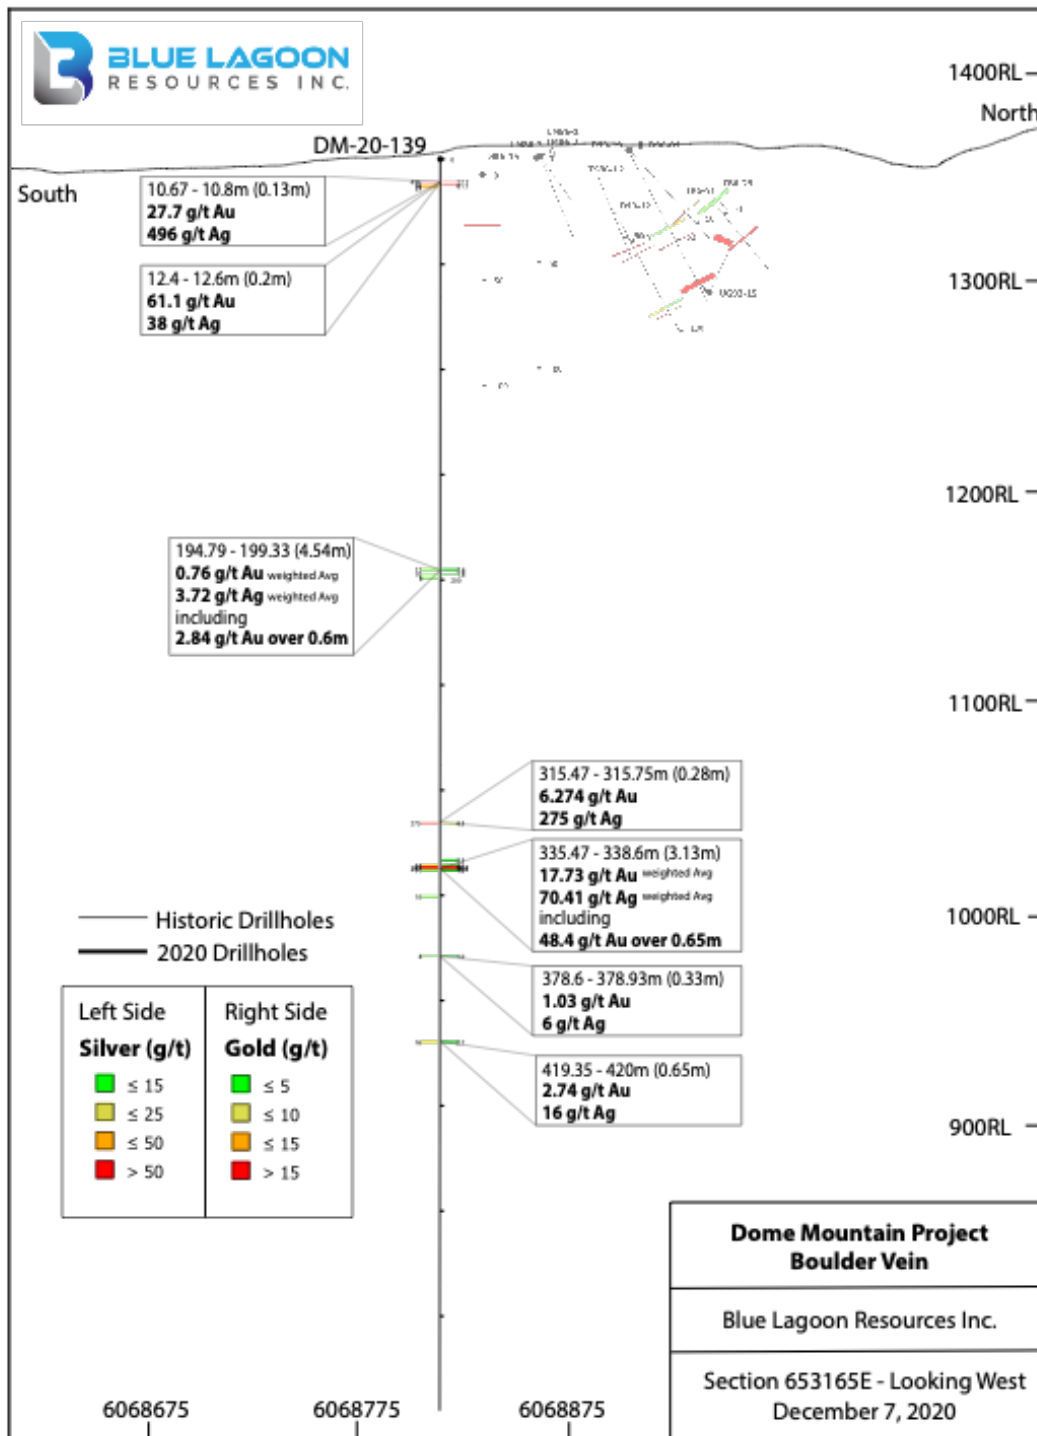 BLUE LAGOON
RESOURCES INC.
1400RL
North
DM-20-139
South
10.67 - 10.8m (0.13m)
27.7 g/t Au
496 g/t Ag
12.4 - 12.6m (0.2m)
61.1 g/t Au
38 g/t Ag
1300RL
UG93-15
1200RL
194.79 - 199.33 (4.54m)
0.76 g/t Au weighted Avg
3.72 g/t Ag weighted Avg
including
2.84 g/t Au over 0.6m
1100RL
315.47 - 315.75m (0.28m)
6.274 g/t Au
275 g/t Ag
335.47 - 338.6m (3.13m)
17.73 g/t Au weighted Avg
70.41 g/t Ag weighted Avg
including
48.4 g/t Au over 0.65m
1000RL
Historic Drillholes
2020 Drillholes
378.6 - 378.93m (0.33m)
1.03 g/t Au
6 g/t Ag
419.35 - 420m (0.65m)
2.74 g/t Au
16 g/t Ag
900RL
Left Side
Silver (g/t)
≤ 15
≤ 25
≤ 50
> 50
Right Side
Gold (g/t)
≤ 5
≤ 10
≤ 15
> 15
Dome Mountain Project
Boulder Vein
Blue Lagoon Resources Inc.
Section 653165E - Looking West
December 7, 2020
6068675
6068775
6068875